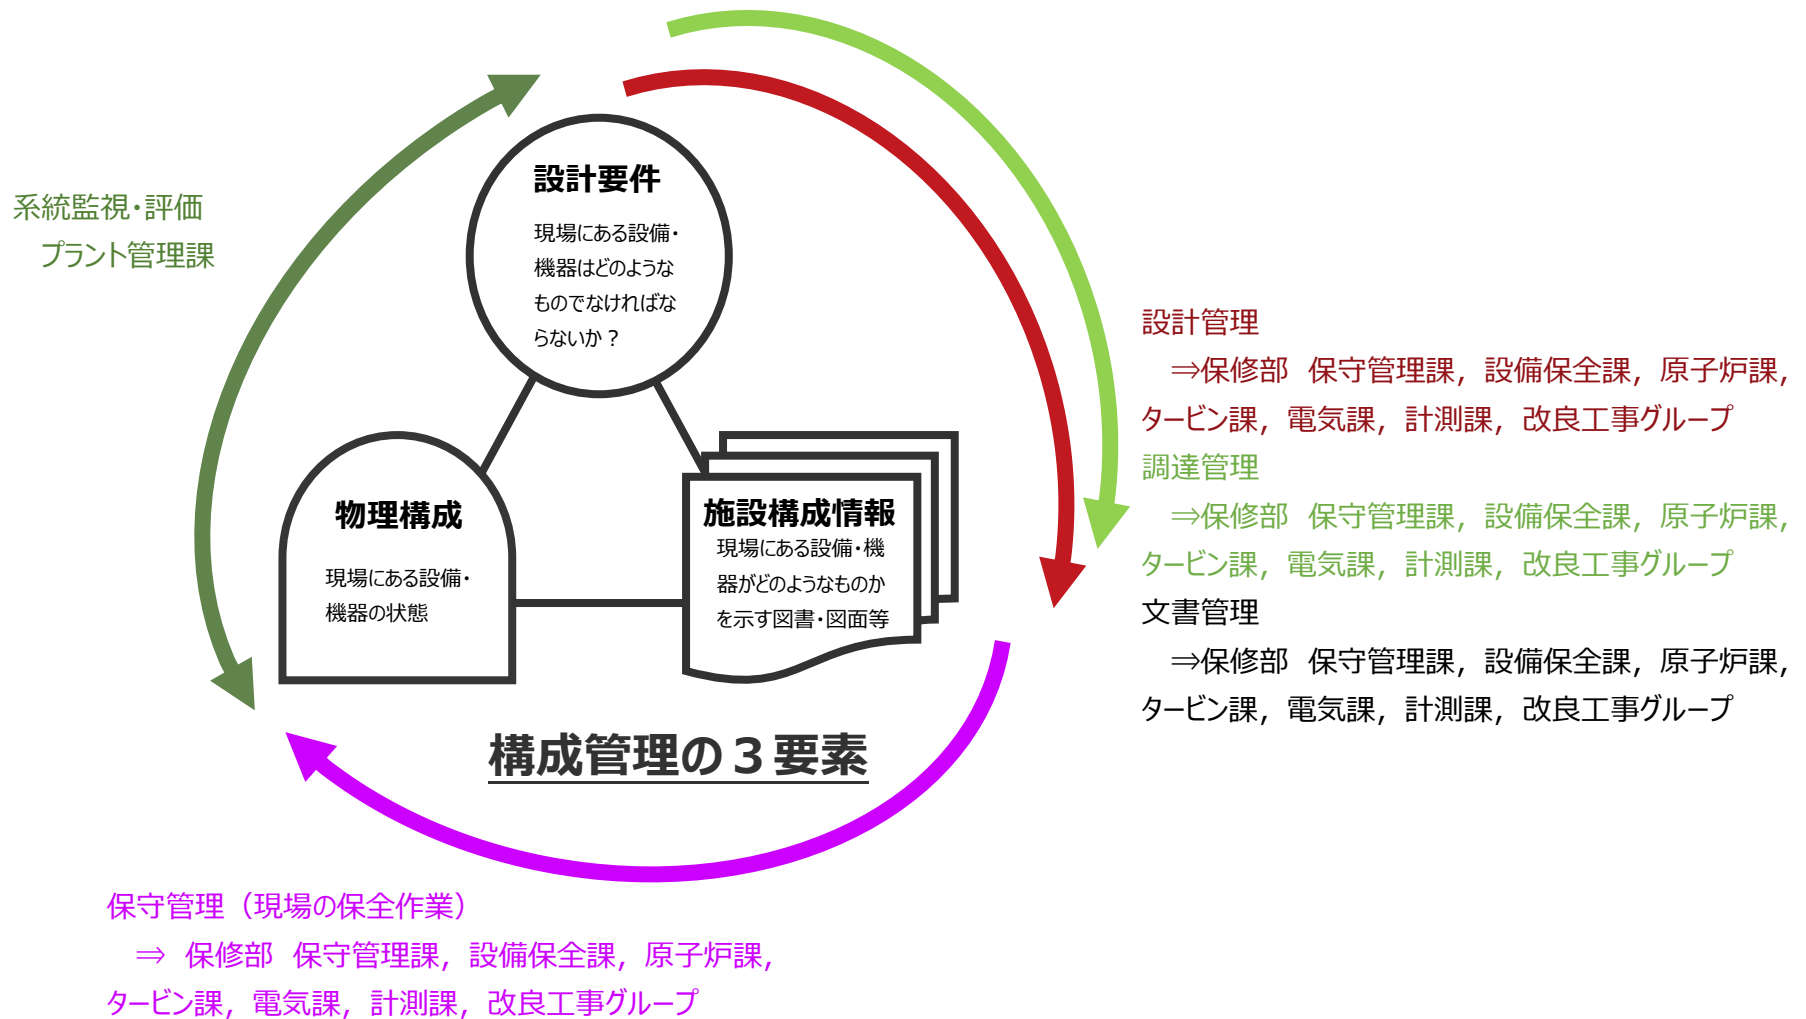 系統監視・評価
プラント管理課
設計要件
現場にある設備・
機器はどのような
ものでなければな
らないか？
設計管理
⇒保修部 保守管理課，設備保全課，原子炉課，
タービン課，電気課，計測課，改良工事グループ
調達管理
⇒保修部 保守管理課，設備保全課，原子炉課，
タービン課，電気課，計測課，改良工事グループ
文書管理
⇒保修部 保守管理課，設備保全課，原子炉課，
タービン課，電気課，計測課，改良工事グループ
物理構成
現場にある設備・
機器の状態
施設構成情報
現場にある設備・機
器がどのようなものか
を示す図書・図面等
構成管理の３要素
保守管理（現場の保全作業）
⇒ 保修部 保守管理課，設備保全課，原子炉課，
タービン課，電気課，計測課，改良工事グループ